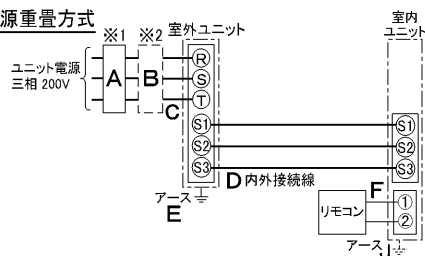 源重畳方式
※1 ※2 室外ユニット
室内
ユニット
ユニット電源
三相 200V
A
B
C
R
S
T
S1
S2
S3
S1
S2
S3
D 内外接続線
アース
E
リモコン
F
1
2
アース